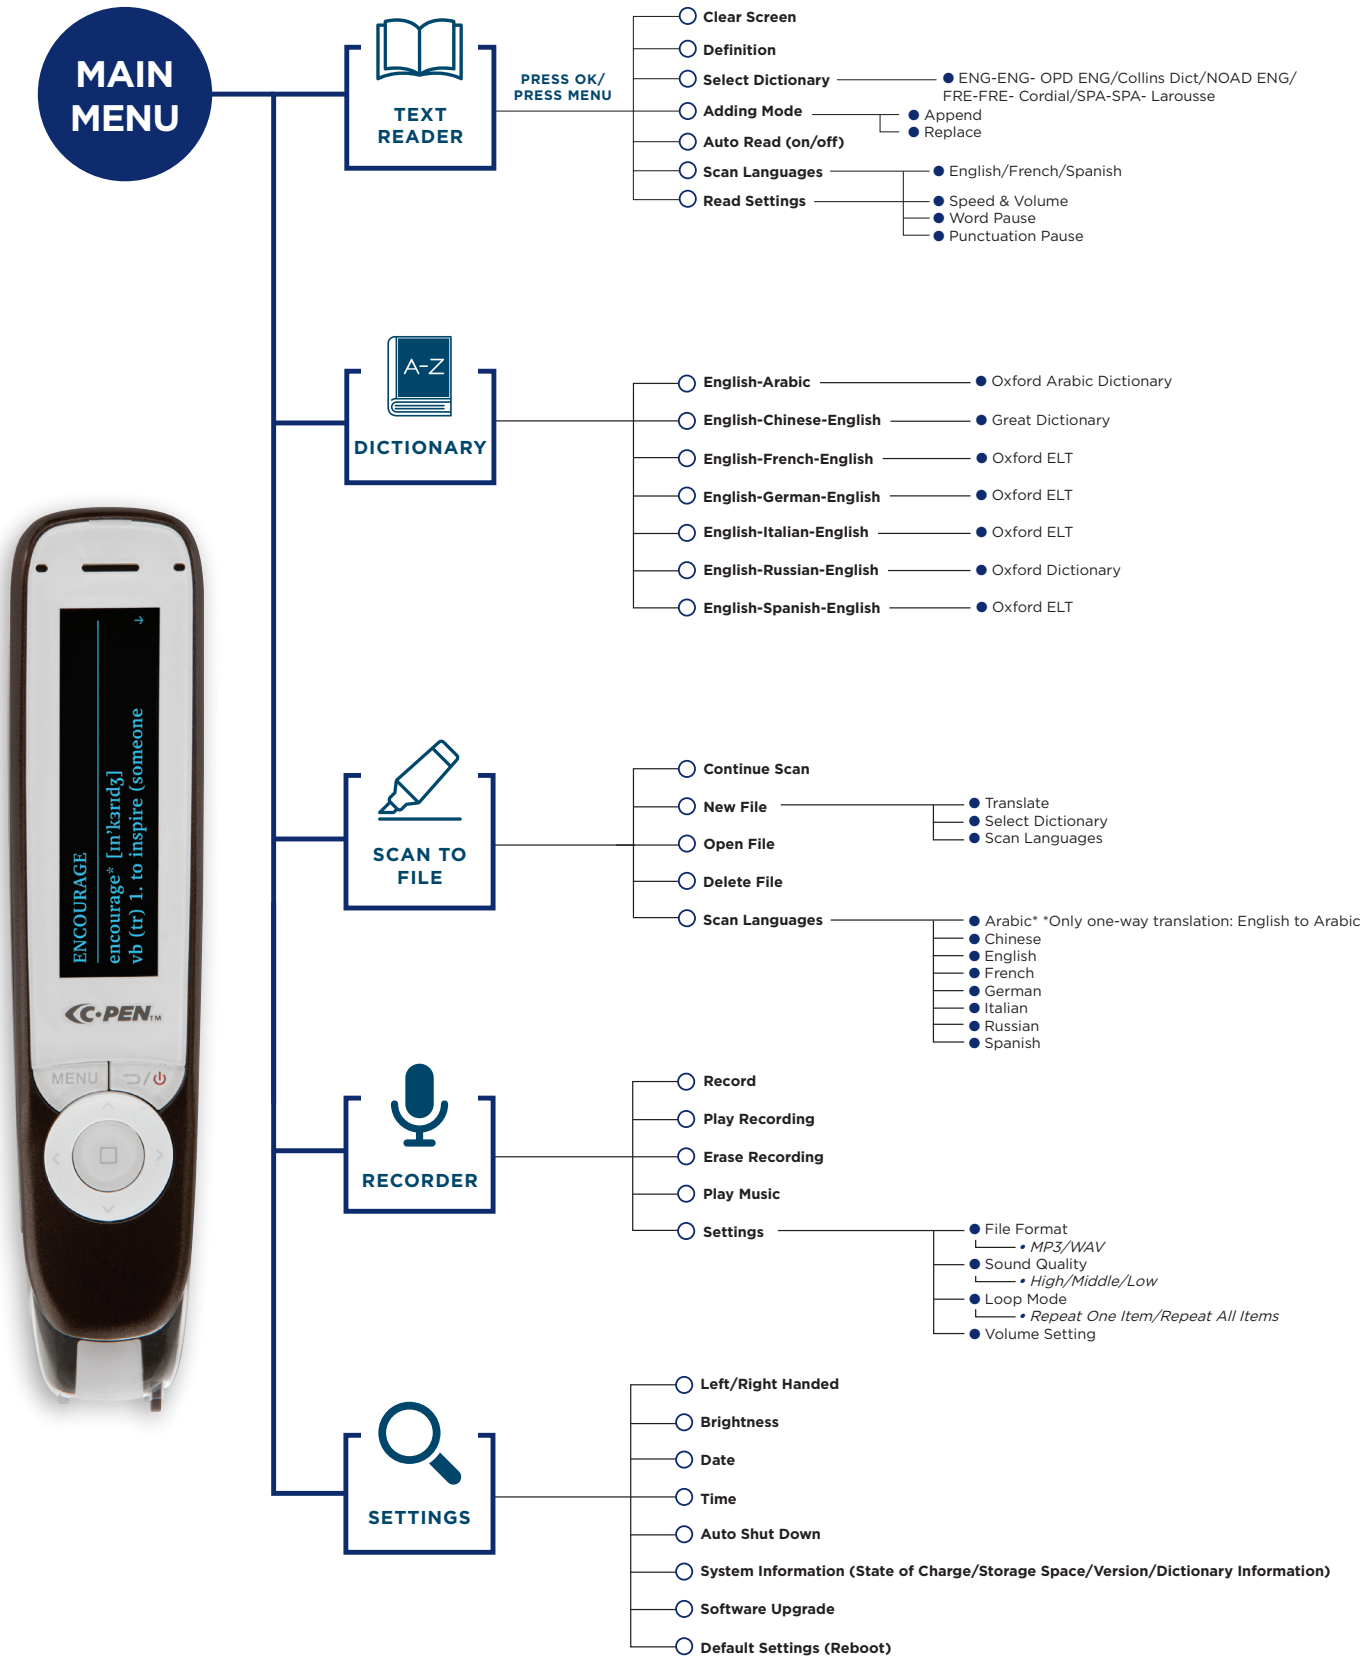 MAIN
MENU
TEXT
READER
PRESS OK/
PRESS MENU
Clear Screen
Definition
Select Dictionary
ENG-ENG- OPD ENG/Collins Dict/NOAD ENG/
FRE-FRE- Cordial/SPA-SPA- Larousse
Adding Mode
Append
Replace
Auto Read (on/off)
Scan Languages
English/French/Spanish
Read Settings
Speed & Volume
Word Pause
Punctuation Pause
A-Z
DICTIONARY
English-Arabic
Oxford Arabic Dictionary
English-Chinese-English
Great Dictionary
English-French-English
Oxford ELT
English-German-English
Oxford ELT
English-Italian-English
Oxford ELT
English-Russian-English
Oxford Dictionary
English-Spanish-English
Oxford ELT
ENCOURAGE
encourage* [ɪn'kʌrɪdʒ]
vb (tr) 1. to inspire (someone
C•PEN™
MENU
SCAN TO
FILE
Continue Scan
New File
Translate
Select Dictionary
Scan Languages
Open File
Delete File
Scan Languages
Arabic* *Only one-way translation: English to Arabic
Chinese
English
French
German
Italian
Russian
Spanish
RECORDER
Record
Play Recording
Erase Recording
Play Music
Settings
File Format
• MP3/WAV
Sound Quality
• High/Middle/Low
Loop Mode
• Repeat One Item/Repeat All Items
Volume Setting
SETTINGS
Left/Right Handed
Brightness
Date
Time
Auto Shut Down
System Information (State of Charge/Storage Space/Version/Dictionary Information)
Software Upgrade
Default Settings (Reboot)